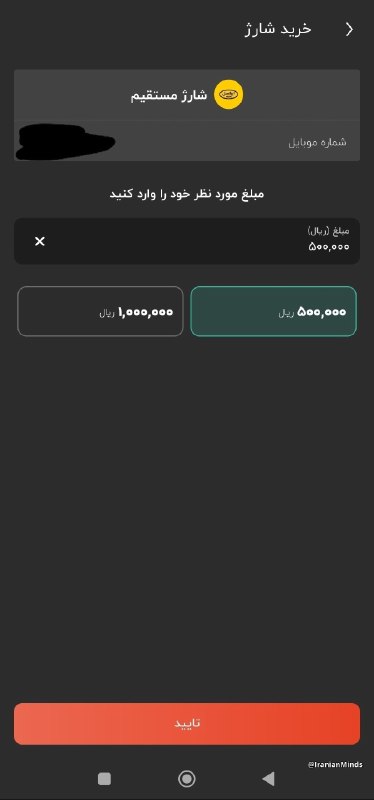 خرید شارژ
شارژ مستقیم
شماره موبایل
مبلغ مورد نظر خود را وارد کنید
مبلغ (ریال)
۵۰۰,۰۰۰
۵۰۰,۰۰۰ ریال
۱,۰۰۰,۰۰۰ ریال
تایید
@IranianMinds